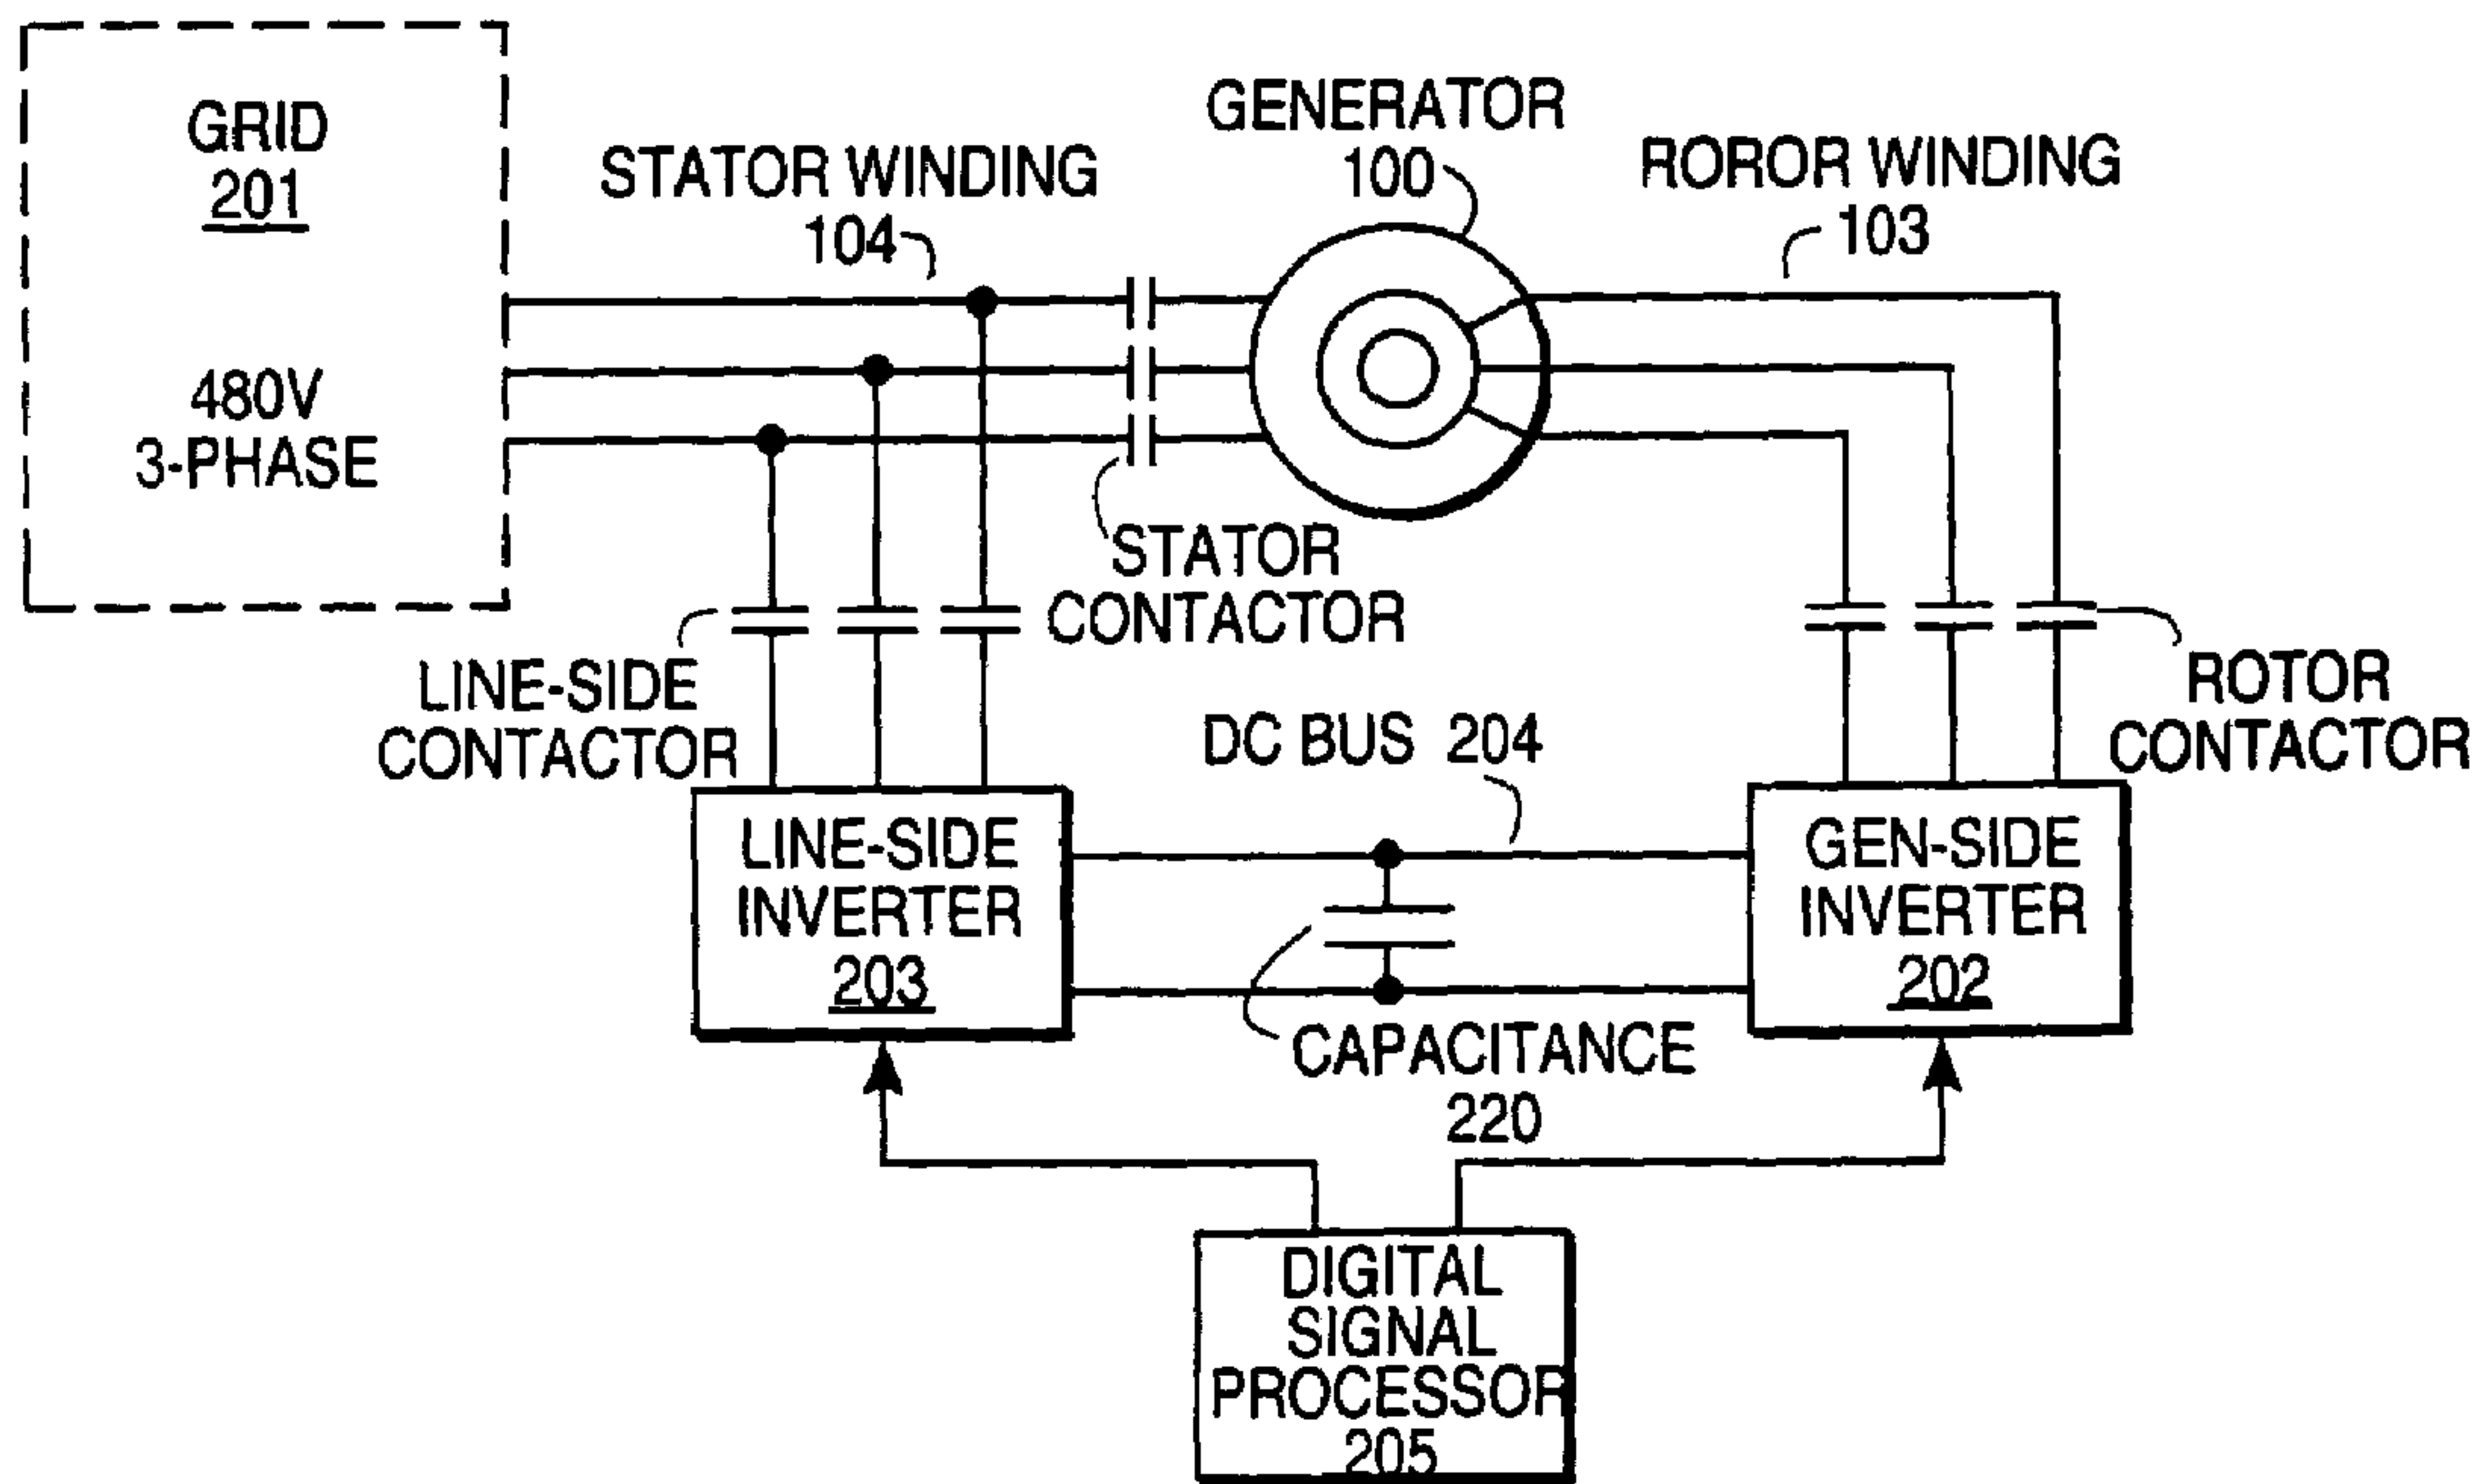 GRID
201
480V
3-PHASE
STATOR WINDING
104
GENERATOR
100
ROROR WINDING
103
STATOR
CONTACTOR
LINE-SIDE
CONTACTOR
ROTOR
CONTACTOR
DC BUS 204
LINE-SIDE
INVERTER
203
GEN-SIDE
INVERTER
202
CAPACITANCE
220
DIGITAL
SIGNAL
PROCESSOR
205